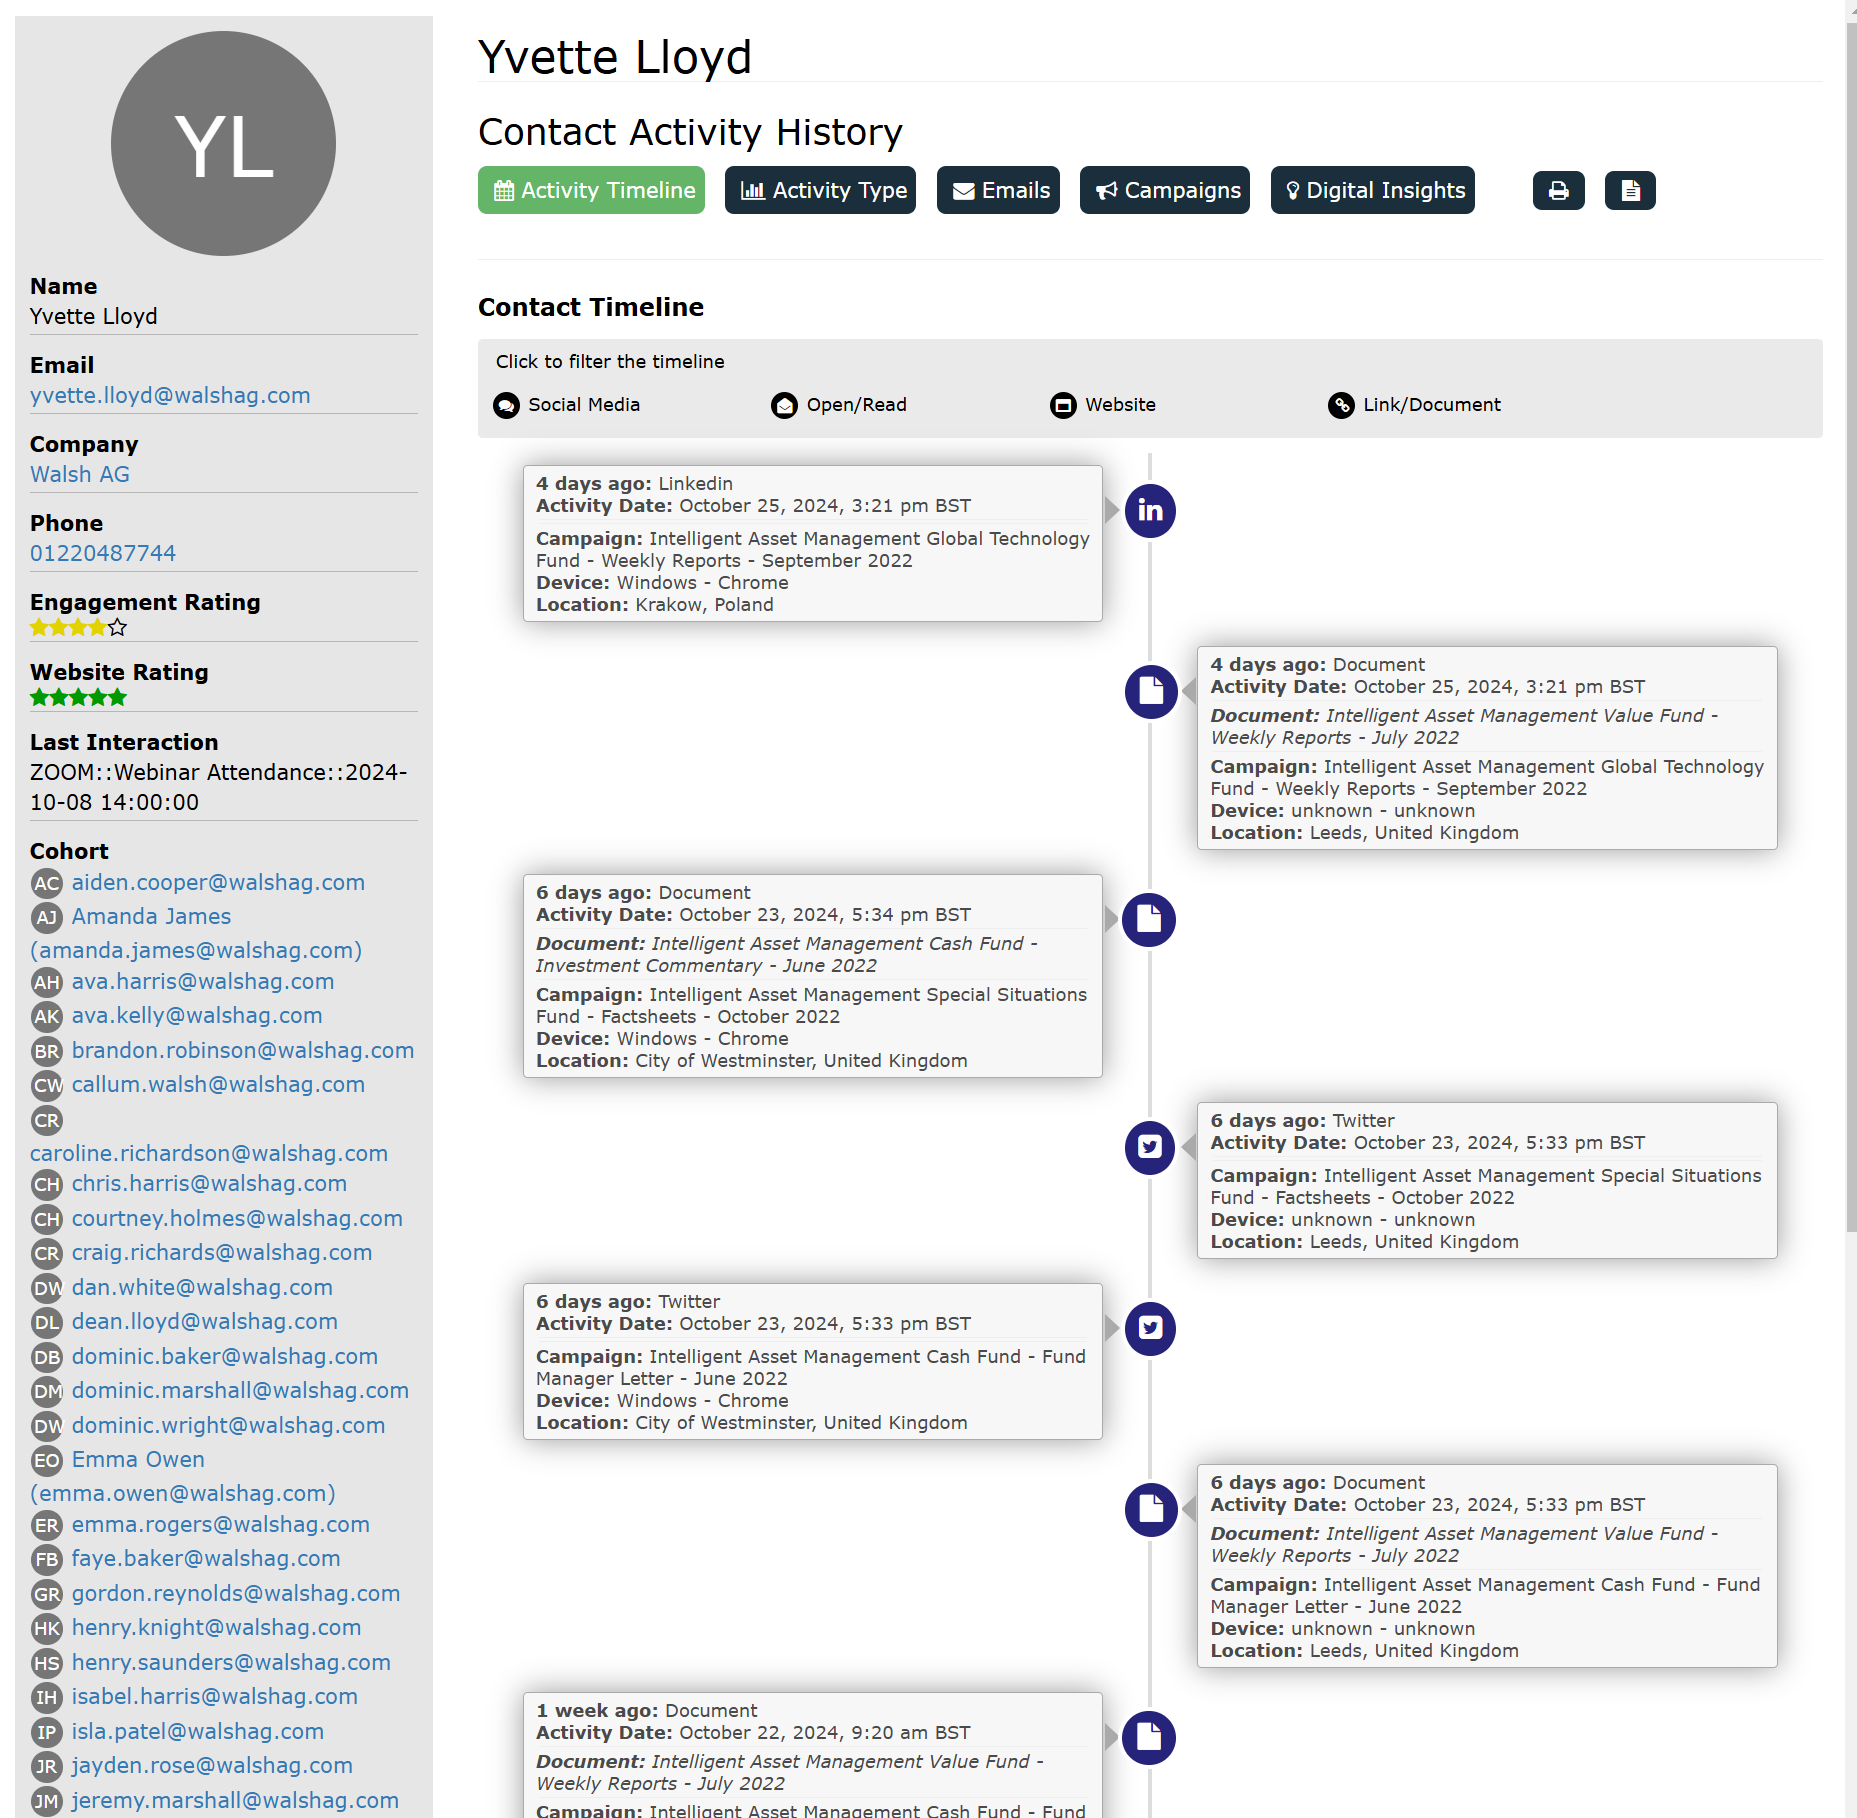 YL
Name
Yvette Lloyd
Email
yvette.lloyd@walshag.com
Company
Walsh AG
Phone
01220487744
Engagement Rating
Website Rating
Last Interaction
ZOOM::Webinar Attendance::2024-
10-08 14:00:00
Cohort
AC aiden.cooper@walshag.com
AJ Amanda James
(amanda.james@walshag.com)
AH ava.harris@walshag.com
AK ava.kelly@walshag.com
BR brandon.robinson@walshag.com
CW callum.walsh@walshag.com
CR
caroline.richardson@walshag.com
CH chris.harris@walshag.com
CH courtney.holmes@walshag.com
CR craig.richards@walshag.com
DW dan.white@walshag.com
DL dean.lloyd@walshag.com
DB dominic.baker@walshag.com
DM dominic.marshall@walshag.com
DW dominic.wright@walshag.com
EO Emma Owen
(emma.owen@walshag.com)
ER emma.rogers@walshag.com
FB faye.baker@walshag.com
GR gordon.reynolds@walshag.com
HK henry.knight@walshag.com
HS henry.saunders@walshag.com
IH isabel.harris@walshag.com
IP isla.patel@walshag.com
JR jayden.rose@walshag.com
JM jeremy.marshall@walshag.com
Yvette Lloyd
Contact Activity History
Activity Timeline Activity Type Emails Campaigns Digital Insights
Contact Timeline
Click to filter the timeline
Social Media Open/Read Website Link/Document
4 days ago: Linkedin
Activity Date: October 25, 2024, 3:21 pm BST
Campaign: Intelligent Asset Management Global Technology
Fund - Weekly Reports - September 2022
Device: Windows - Chrome
Location: Krakow, Poland
in
4 days ago: Document
Activity Date: October 25, 2024, 3:21 pm BST
Document: Intelligent Asset Management Value Fund -
Weekly Reports - July 2022
Campaign: Intelligent Asset Management Global Technology
Fund - Weekly Reports - September 2022
Device: unknown - unknown
Location: Leeds, United Kingdom
6 days ago: Document
Activity Date: October 23, 2024, 5:34 pm BST
Document: Intelligent Asset Management Cash Fund -
Investment Commentary - June 2022
Campaign: Intelligent Asset Management Special Situations
Fund - Factsheets - October 2022
Device: Windows - Chrome
Location: City of Westminster, United Kingdom
6 days ago: Twitter
Activity Date: October 23, 2024, 5:33 pm BST
Campaign: Intelligent Asset Management Special Situations
Fund - Factsheets - October 2022
Device: unknown - unknown
Location: Leeds, United Kingdom
6 days ago: Twitter
Activity Date: October 23, 2024, 5:33 pm BST
Campaign: Intelligent Asset Management Cash Fund - Fund
Manager Letter - June 2022
Device: Windows - Chrome
Location: City of Westminster, United Kingdom
6 days ago: Document
Activity Date: October 23, 2024, 5:33 pm BST
Document: Intelligent Asset Management Value Fund -
Weekly Reports - July 2022
Campaign: Intelligent Asset Management Cash Fund - Fund
Manager Letter - June 2022
Device: unknown - unknown
Location: Leeds, United Kingdom
1 week ago: Document
Activity Date: October 22, 2024, 9:20 am BST
Document: Intelligent Asset Management Value Fund -
Weekly Reports - July 2022
Campaign: Intelligent Asset Management Cash Fund - Fund